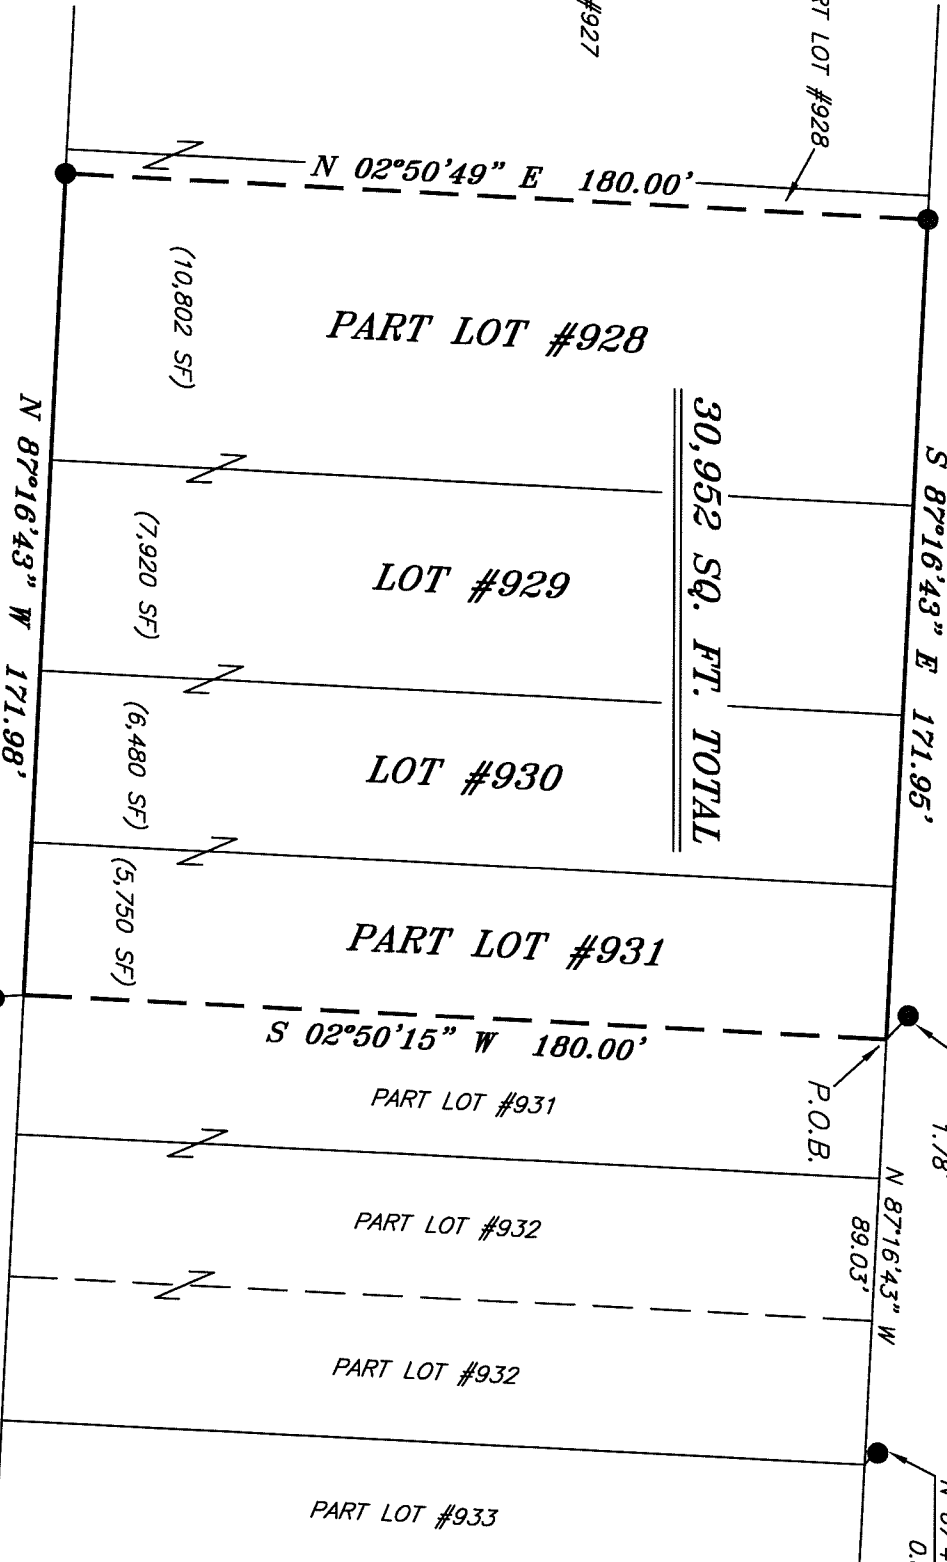 RT LOT #928
#927
N 02°50'49" E 180.00'
(10,802 SF)
PART LOT #928
30,952 SQ. FT. TOTAL
S 87°16'43" E 171.95'
N 87°16'43" W 171.98'
(7,920 SF)
LOT #929
(6,480 SF)
LOT #930
(5,750 SF)
PART LOT #931
S 02°50'15" W 180.00'
P.O.B.
1.78'
PART LOT #931
N 87°16'43" W
89.03'
PART LOT #932
PART LOT #932
PART LOT #933